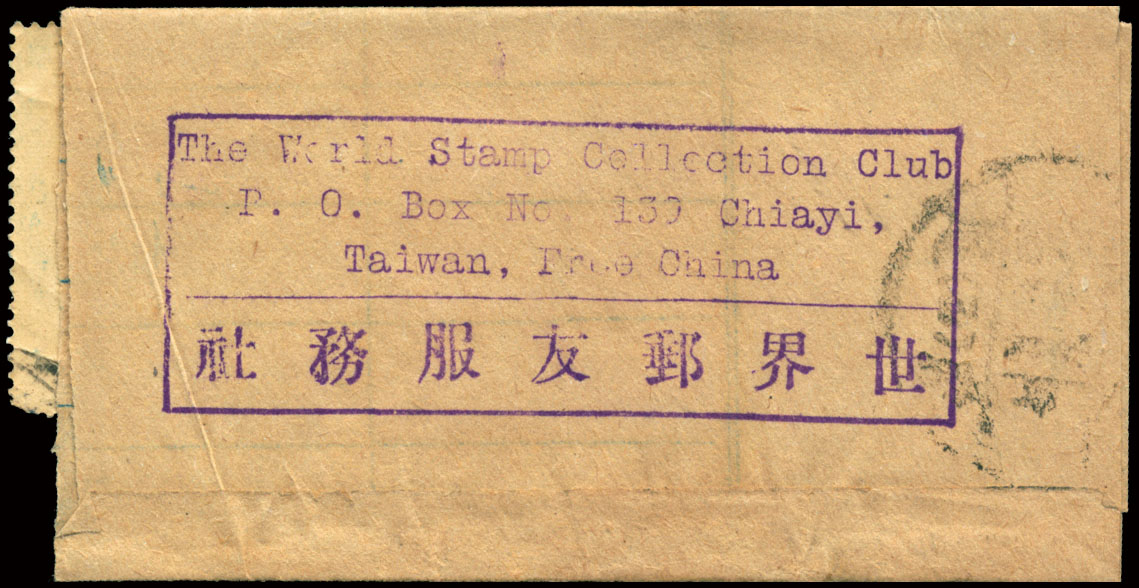 The World Stamp Collection Club
P. O. Box No. 139 Chiayi,
Taiwan, Free China
世界郵友服務社